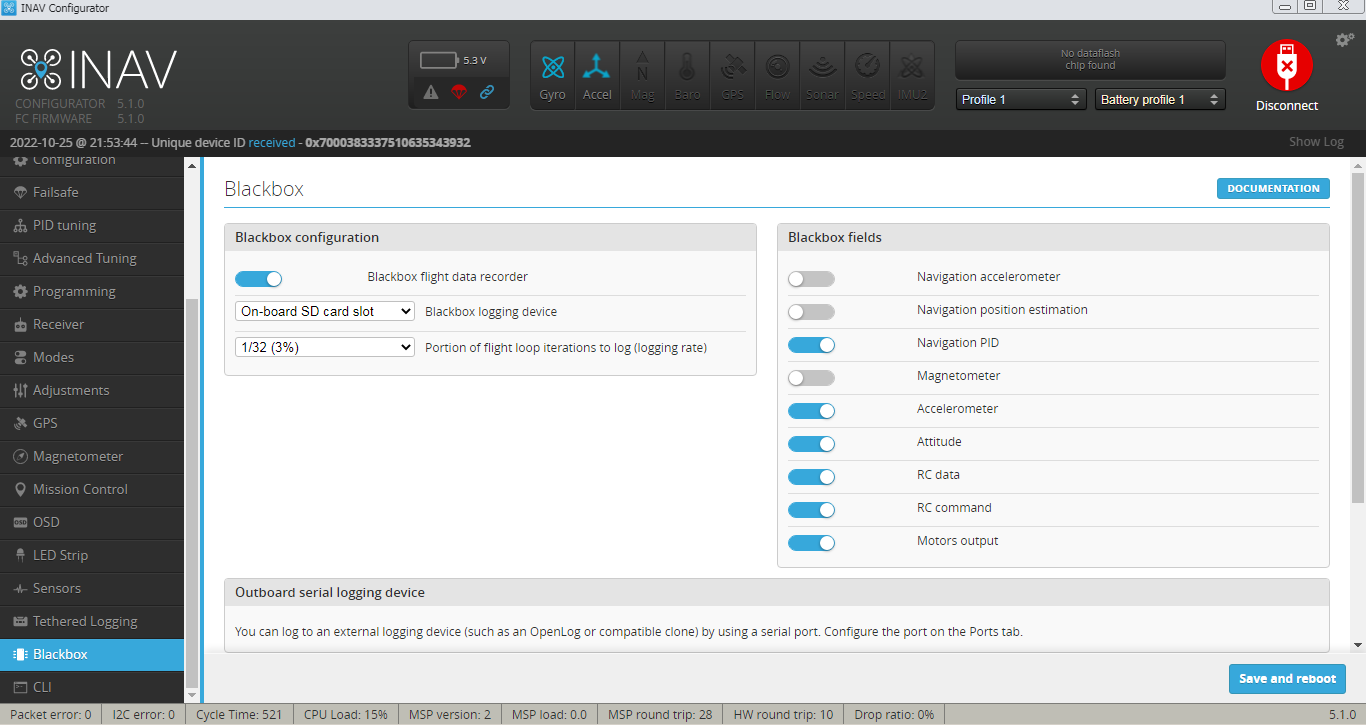 INAV Configurator
INAV
CONFIGURATOR 5.1.0
FC FIRMWARE 5.1.0
5.3 V
Gyro
Accel
Mag
Baro
GPS
Flow
Sonar
Speed
IMU2
No dataflash
chip found
Profile 1
Battery profile 1
Disconnect
2022-10-25 @ 21:53:44 -- Unique device ID received - 0x7000383337510635343932
Show Log
Configuration
Failsafe
PID tuning
Advanced Tuning
Programming
Receiver
Modes
Adjustments
GPS
Magnetometer
Mission Control
OSD
OSD
LED Strip
Sensors
Tethered Logging
Blackbox
CLI
Blackbox
DOCUMENTATION
Blackbox configuration
Blackbox flight data recorder
On-board SD card slot
Blackbox logging device
1/32 (3%)
Portion of flight loop iterations to log (logging rate)
Blackbox fields
Navigation accelerometer
Navigation position estimation
Navigation PID
Magnetometer
Accelerometer
Attitude
RC data
RC command
Motors output
Outboard serial logging device
You can log to an external logging device (such as an OpenLog or compatible clone) by using a serial port. Configure the port on the Ports tab.
Save and reboot
Packet error: 0
I2C error: 0
Cycle Time: 521
CPU Load: 15%
MSP version: 2
MSP load: 0.0
MSP round trip: 28
HW round trip: 10
Drop ratio: 0%
5.1.0